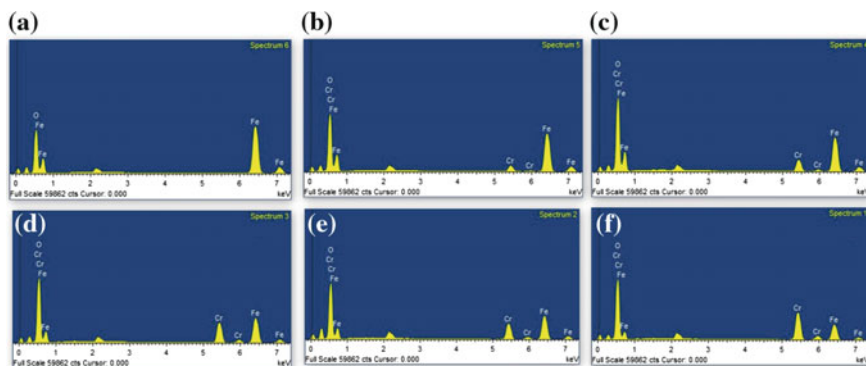 (a)
Spectrum 6
O
Fe
Fe
Fe
Fe
0 1 2 3 4 5 6 7
Full Scale 59862 cts Cursor: 0.000 keV
(b)
Spectrum 5
O
Cr
Cr
Fe
Fe
Cr
Cr
Fe
Fe
0 1 2 3 4 5 6 7
Full Scale 59862 cts Cursor: 0.000 keV
(c)
Spectrum
O
Cr
Cr
Fe
Fe
Cr
Cr
Fe
Fe
0 1 2 3 4 5 6 7
Full Scale 59862 cts Cursor: 0.000 keV
(d)
Spectrum 3
O
Cr
Cr
Fe
Fe
Cr
Cr
Fe
Fe
0 1 2 3 4 5 6 7
Full Scale 59862 cts Cursor: 0.000 keV
(e)
Spectrum 2
O
Cr
Cr
Fe
Fe
Cr
Cr
Fe
Fe
0 1 2 3 4 5 6 7
Full Scale 59862 cts Cursor: 0.000 keV
(f)
Spectrum 1
O
Cr
Cr
Fe
Fe
Cr
Cr
Fe
Fe
0 1 2 3 4 5 6 7
Full Scale 59862 cts Cursor: 0.000 keV